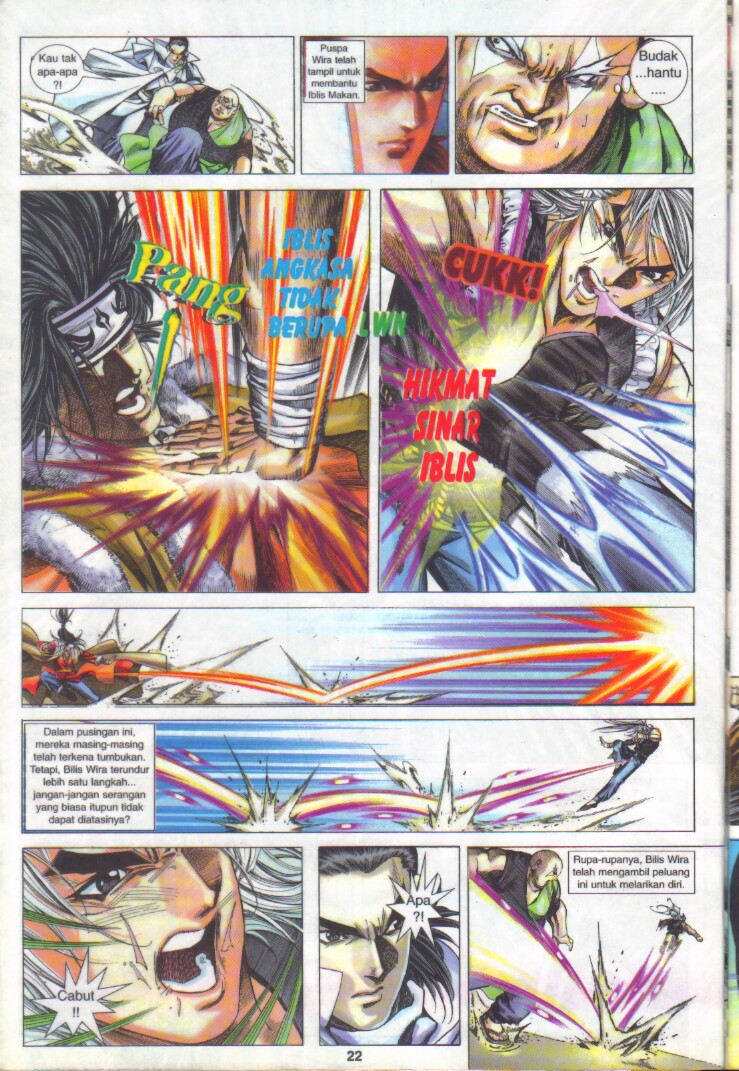 Kau tak
apa-apa
?!
Puspa
Wira telah
tampil untuk
membantu
Iblis Makan.
Budak
...hantu
....
Pang
!
IBLIS
ANGKASA
TIDAK
BERUPA LWN
CUKK!
HIKMAT
SINAR
IBLIS
Dalam pusingan ini,
mereka masing-masing
telah terkena tumbukan.
Tetapi, Bilis Wira terundur
lebih satu langkah...
jangan-jangan serangan
yang biasa itupun tidak
dapat diatasinya?
Cabut
!!
Apa
?!
Rupa-rupanya, Bilis Wira
telah mengambil peluang
ini untuk melarikan diri.
22